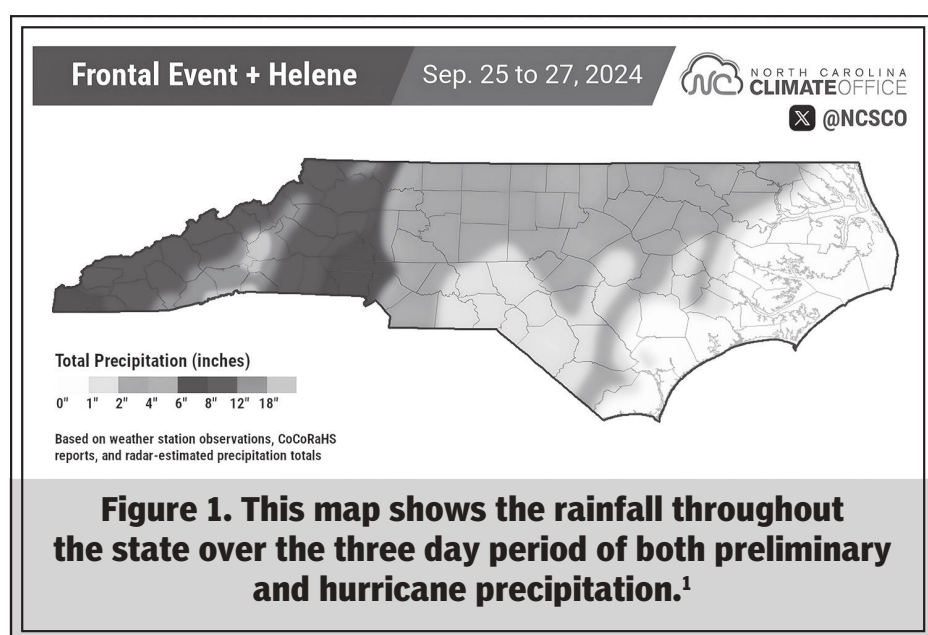 Frontal Event + Helene
Sep. 25 to 27, 2024
NC
NORTH CAROLINA
CLIMATEOFFICE
X @NCSCO
Total Precipitation (inches)
0" 1" 2" 4" 6" 8" 12" 18"
Based on weather station observations, CoCoRaHS
reports, and radar-estimated precipitation totals
Figure 1. This map shows the rainfall throughout
the state over the three day period of both preliminary
and hurricane precipitation.¹